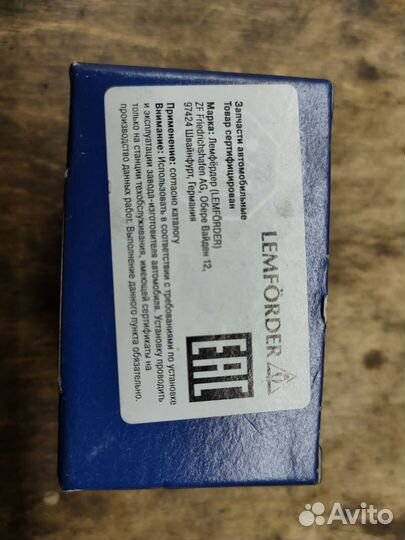 Запчасти автомобильные
Товар сертифицирован
Марка: Лемфёрдер (LEMFÖRDER)
ZF Friedrichshafen AG, Обере Вайден 12,
97424 Швайнфурт, Германия
Применение: согласно каталогу
Внимание: Использовать в соответствии с требованиями по установке
и эксплуатации завода-изготовителя автомобиля. Установку проводить
только на станции техобслуживания, имеющей сертификаты на
производство данных работ. Выполнение данного пункта обязательно.
LEMFÖRDER
EAC
Avito